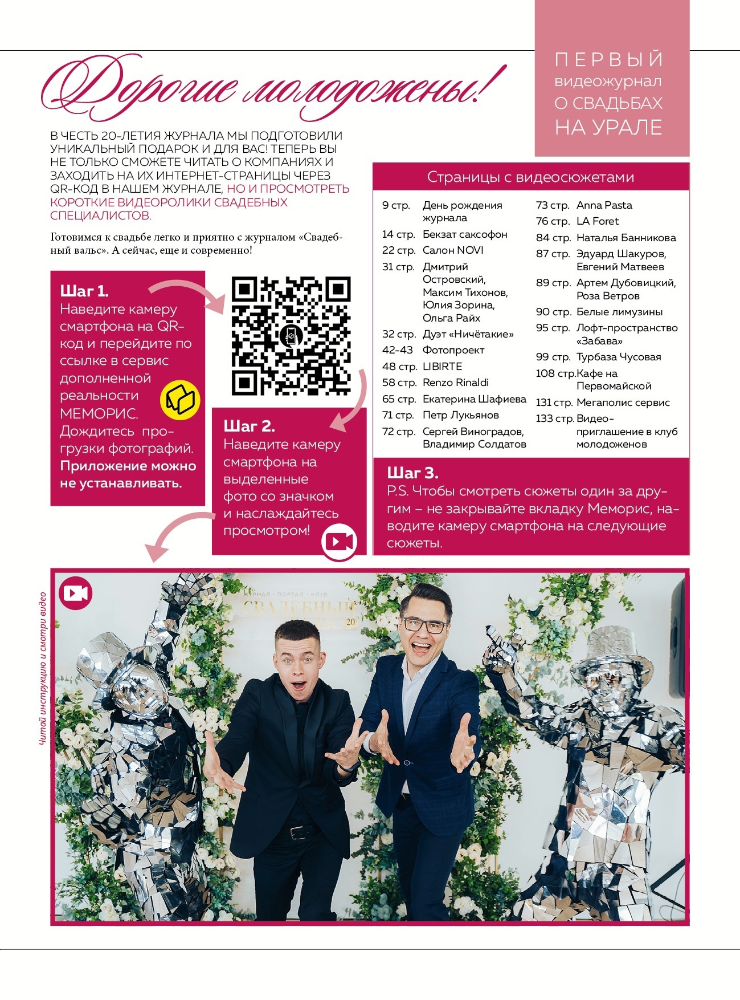 ПЕРВЫЙ
видеожурнал
О СВАДЬБАХ
НА УРАЛЕ
Дорогие молодожены!
В ЧЕСТЬ 20-ЛЕТИЯ ЖУРНАЛА МЫ ПОДГОТОВИЛИ
УНИКАЛЬНЫЙ ПОДАРОК И ДЛЯ ВАС! ТЕПЕРЬ ВЫ
НЕ ТОЛЬКО СМОЖЕТЕ ЧИТАТЬ О КОМПАНИЯХ И
ЗАХОДИТЬ НА ИХ ИНТЕРНЕТ-СТРАНИЦЫ ЧЕРЕЗ
QR-КОД В НАШЕМ ЖУРНАЛЕ, НО И ПРОСМОТРЕТЬ
КОРОТКИЕ ВИДЕОРОЛИКИ СВАДЕБНЫХ
СПЕЦИАЛИСТОВ.
Готовимся к свадьбе легко и приятно с журналом «Свадеб-
ный вальс». А сейчас, еще и современно!
Шаг 1.
Наведите камеру
смартфона на QR-
код и перейдите по
ссылке в сервис
дополненной
реальности
МЕМОРИС.
Дождитесь про-
грузки фотографий.
Приложение можно
не устанавливать.
Шаг 2.
Наведите камеру
смартфона на
выделенные
фото со значком
и наслаждайтесь
просмотром!
Страницы с видеосюжетами
9 стр. День рождения
журнала
14 стр. Бекзат саксофон
22 стр. Салон NOVI
31 стр. Дмитрий
Островский,
Максим Тихонов,
Юлия Зорина,
Ольга Райх
32 стр. Дуэт «Ничётакие»
42-43 Фотопроект
48 стр. LIBIRTE
58 стр. Renzo Rinaldi
65 стр. Екатерина Шафиева
71 стр. Петр Лукьянов
72 стр. Сергей Виноградов,
Владимир Солдатов
73 стр. Anna Pasta
76 стр. LA Foret
84 стр. Наталья Банникова
87 стр. Эдуард Шакуров,
Евгений Матвеев
89 стр. Артем Дубовицкий,
Роза Ветров
90 стр. Белые лимузины
95 стр. Лофт-пространство
«Забава»
99 стр. Турбаза Чусовая
108 стр. Кафе на
Первомайской
131 стр. Мегаполис сервис
133 стр. Видео-
приглашение в клуб
молодоженов
Шаг 3.
P.S. Чтобы смотреть сюжеты один за дру-
гим – не закрывайте вкладку Меморис, на-
водите камеру смартфона на следующие
сюжеты.
Читай инструкцию и смотри видео
ЖУРНАЛ · ПОРТАЛ · КЛУБ
СВАДЕБНЫЙ
20